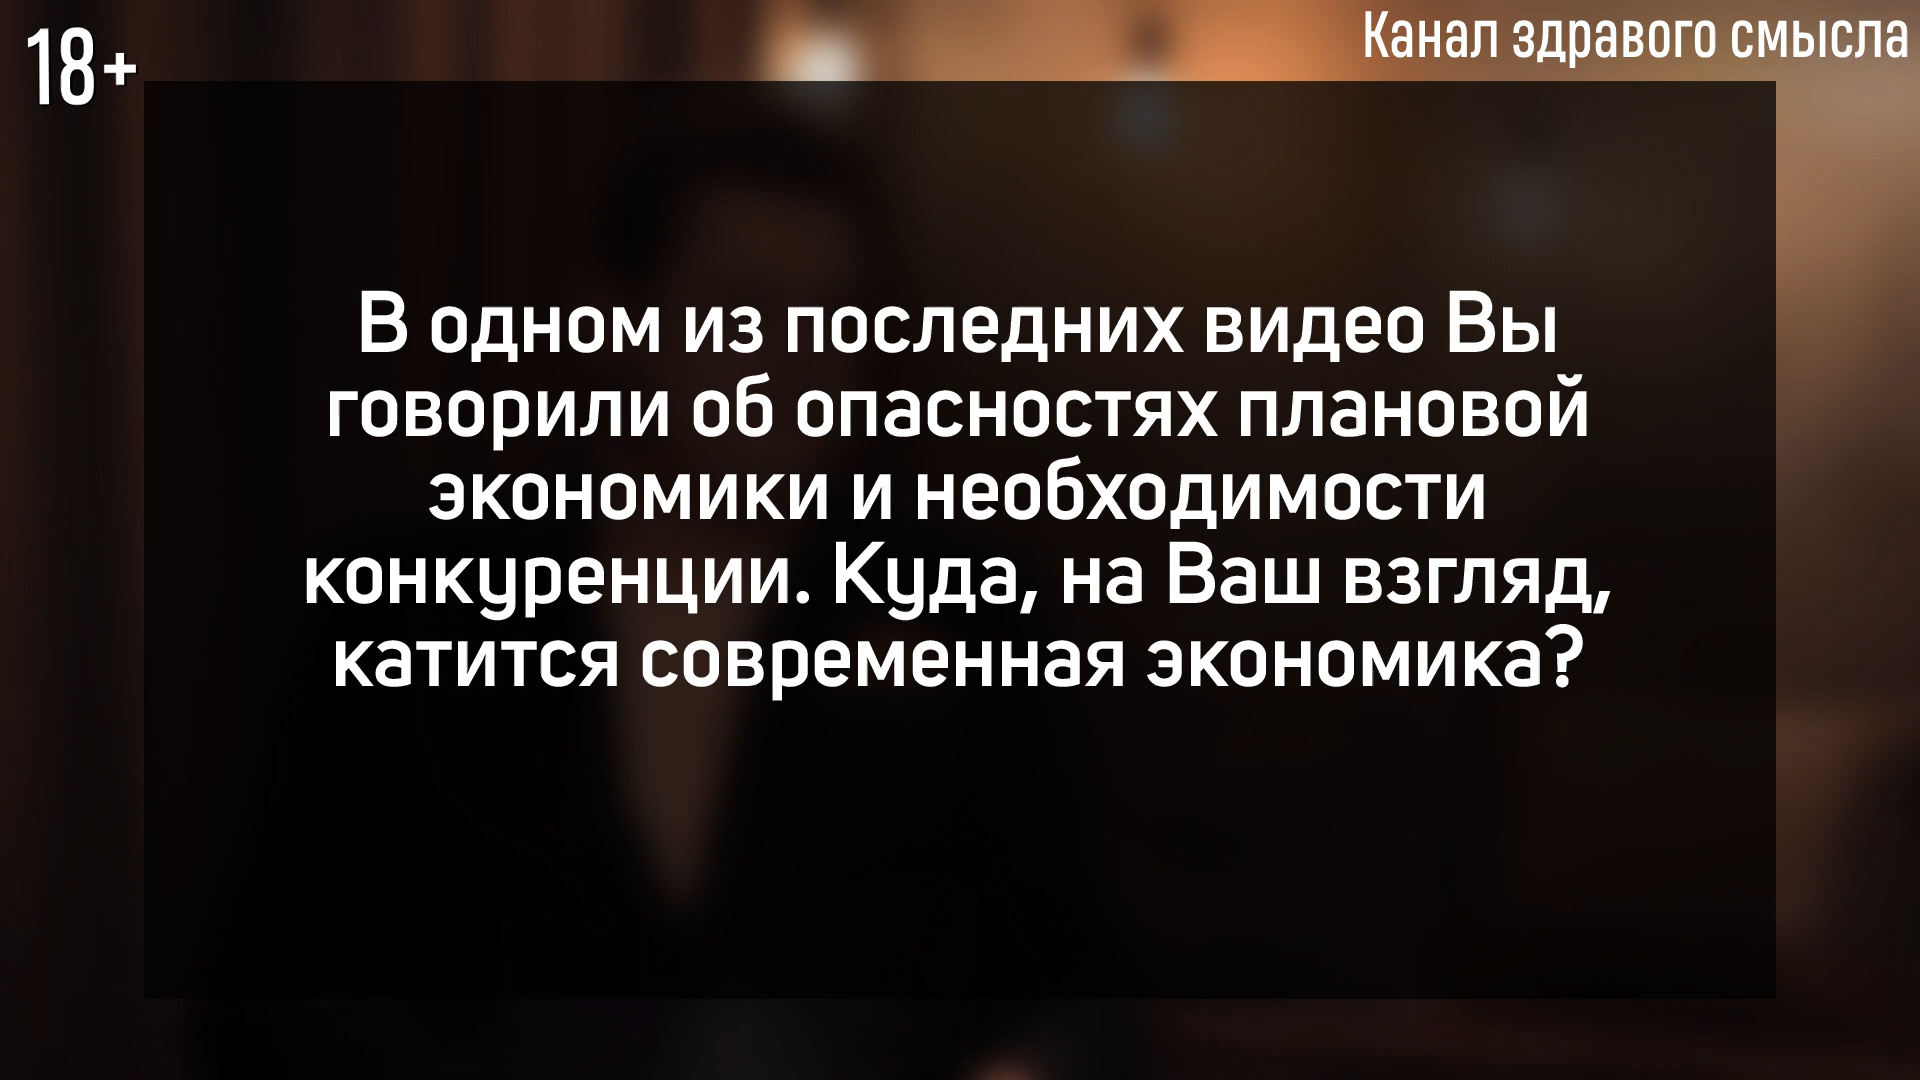 18+
Канал здравого смысла
В одном из последних видео Вы
говорили об опасностях плановой
экономики и необходимости
конкуренции. Куда, на Ваш взгляд,
катится современная экономика?